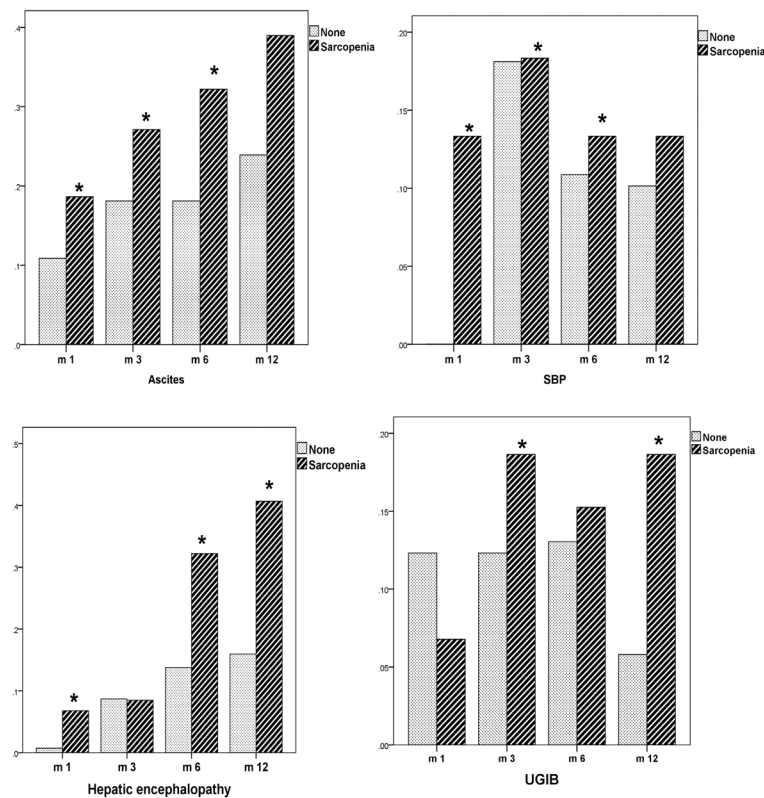 .4
.3
.2
.1
.0
*
*
*
None
Sarcopenia
m 1
m 3
m 6
m 12
Ascites
.20
.15
.10
.05
.00
*
*
*
None
Sarcopenia
m 1
m 3
m 6
m 12
SBP
.5
.4
.3
.2
.1
.0
*
*
*
None
Sarcopenia
m 1
m 3
m 6
m 12
Hepatic encephalopathy
.20
.15
.10
.05
.00
*
*
None
Sarcopenia
m 1
m 3
m 6
m 12
UGIB